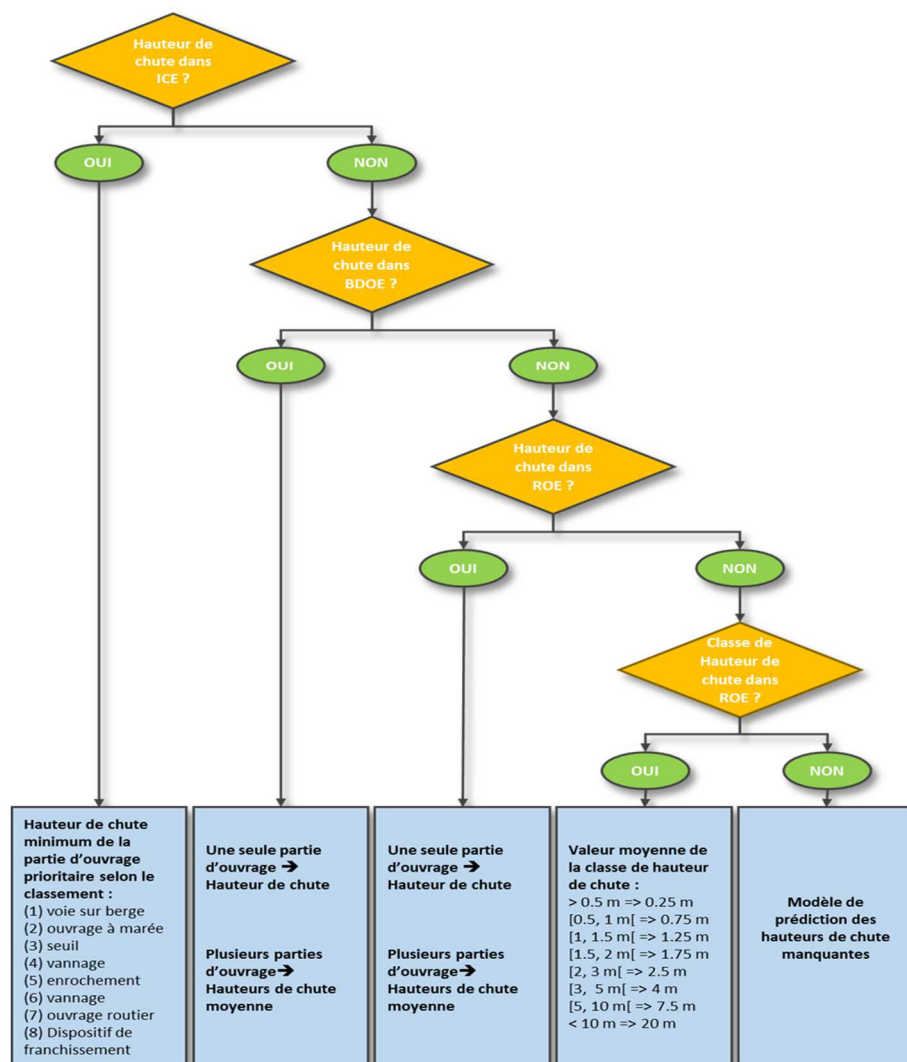 Hauteur de
chute dans
ICE ?
OUI
NON
Hauteur de
chute dans
BDOE ?
OUI
NON
Hauteur de
chute dans
ROE ?
OUI
NON
Classe de
Hauteur de
chute dans
ROE ?
OUI
NON
Hauteur de chute
minimum de la
partie d’ouvrage
prioritaire selon le
classement :
(1) voie sur berge
(2) ouvrage à marée
(3) seuil
(4) vannage
(5) enrochement
(6) vannage
(7) ouvrage routier
(8) Dispositif de
franchissement
Une seule partie
d’ouvrage ➔
Hauteur de chute
Plusieurs parties
d’ouvrage➔
Hauteurs de chute
moyenne
Une seule partie
d’ouvrage ➔
Hauteur de chute
Plusieurs parties
d’ouvrage➔
Hauteurs de chute
moyenne
Valeur moyenne de
la classe de hauteur
de chute :
> 0.5 m => 0.25 m
[0.5, 1 m[ => 0.75 m
[1, 1.5 m[ => 1.25 m
[1.5, 2 m[ => 1.75 m
[2, 3 m[ => 2.5 m
[3, 5 m[ => 4 m
[5, 10 m[ => 7.5 m
< 10 m => 20 m
Modèle de
prédiction des
hauteurs de chute
manquantes